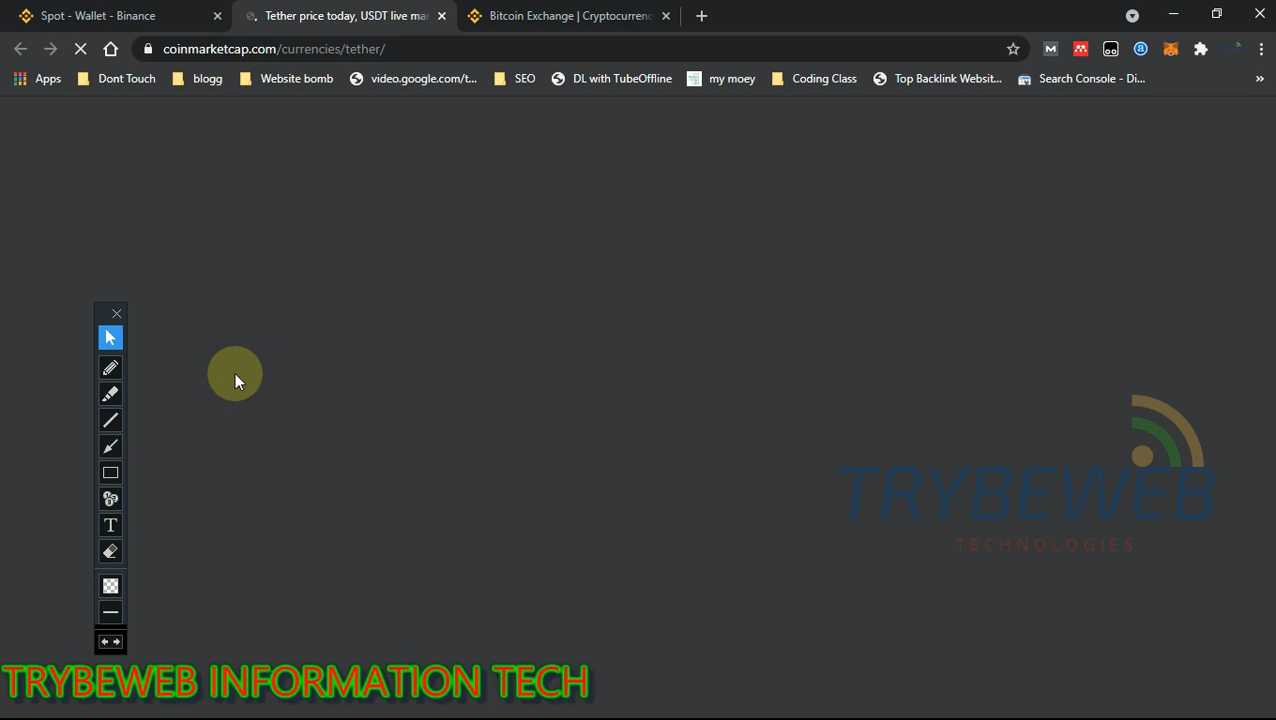 Spot - Wallet - Binance
Tether price today, USDT live mar
Bitcoin Exchange | Cryptocurrenc
coinmarketcap.com/currencies/tether/
Apps
Dont Touch
blogg
Website bomb
video.google.com/t...
SEO
DL with TubeOffline
my moey
Coding Class
Top Backlink Websit...
Search Console - Di...
»
T
TRYBEWEB
TECHNOLOGIES
TRYBEWEB INFORMATION TECH